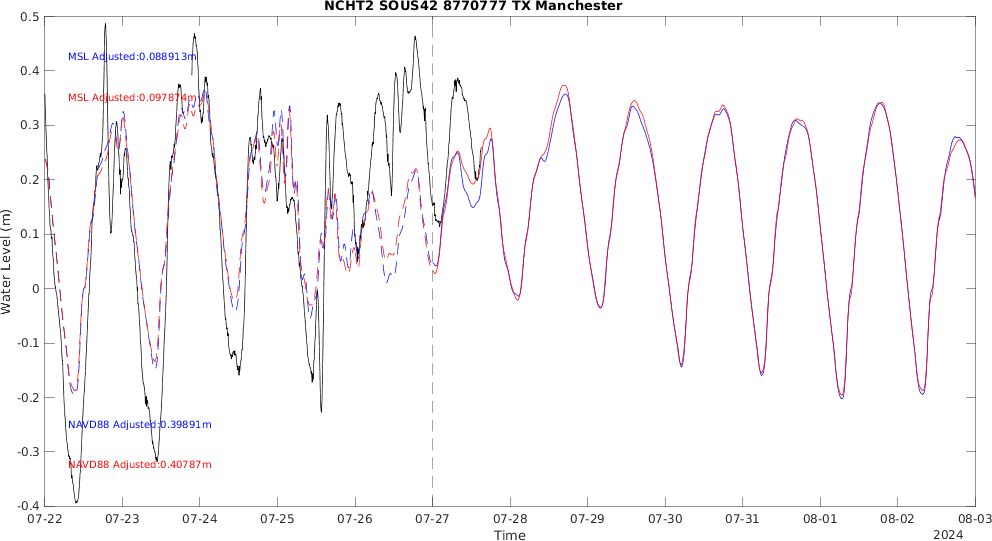 NCHT2 SOUS42 8770777 TX Manchester
0.5
MSL Adjusted:0.088913m
0.4
MSL Adjusted:0.097874m
0.3
0.2
0.1
0
-0.1
-0.2
NAVD88 Adjusted:0.39891m
-0.3
NAVD88 Adjusted:0.40787m
-0.4
Water Level (m)
07-22 07-23 07-24 07-25 07-26 07-27 07-28 07-29 07-30 07-31 08-01 08-02 08-03
Time
2024